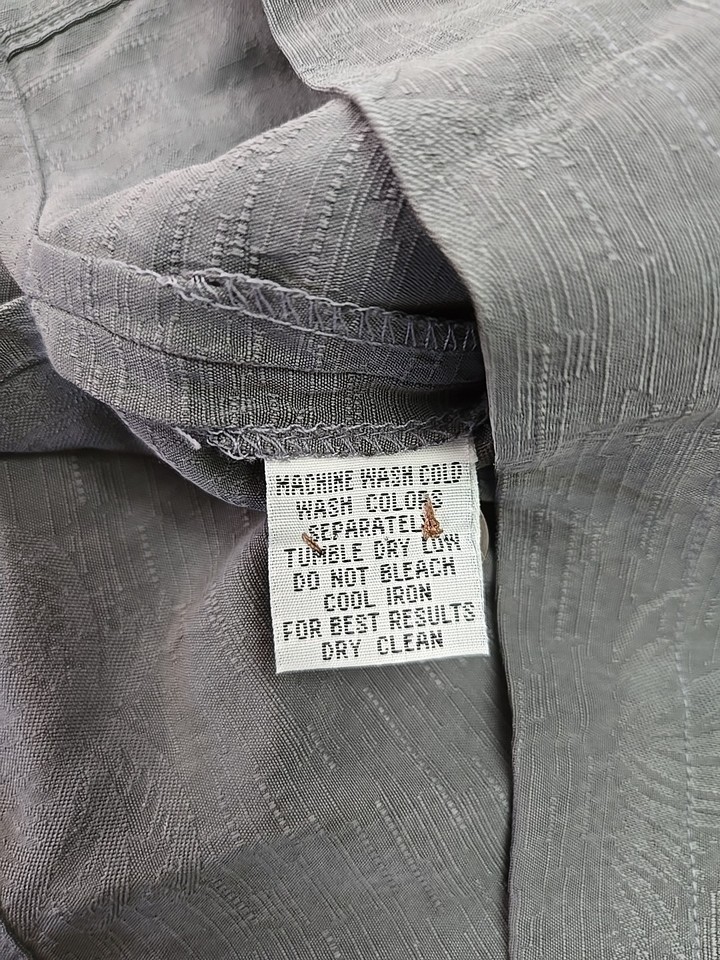 MACHINE WASH COLD
WASH COLORS
SEPARATELY
TUMBLE DRY LOW
DO NOT BLEACH
COOL IRON
FOR BEST RESULTS
DRY CLEAN